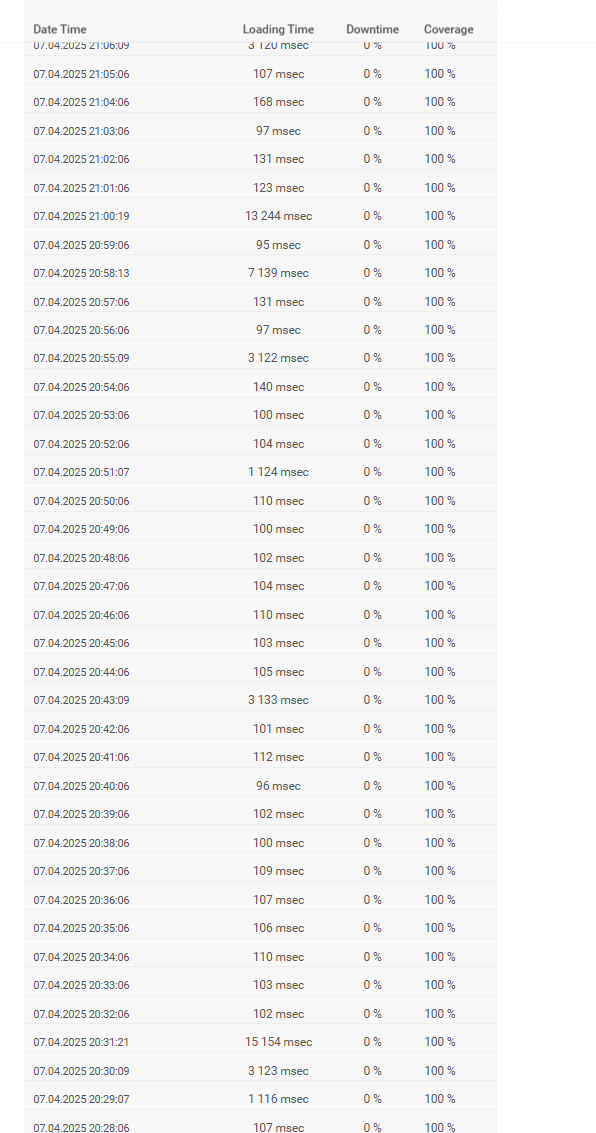 Date Time Loading Time Downtime Coverage
07.04.2025 21:06:09 3 120 msec 0 % 100 %
07.04.2025 21:05:06 107 msec 0 % 100 %
07.04.2025 21:04:06 168 msec 0 % 100 %
07.04.2025 21:03:06 97 msec 0 % 100 %
07.04.2025 21:02:06 131 msec 0 % 100 %
07.04.2025 21:01:06 123 msec 0 % 100 %
07.04.2025 21:00:19 13 244 msec 0 % 100 %
07.04.2025 20:59:06 95 msec 0 % 100 %
07.04.2025 20:58:13 7 139 msec 0 % 100 %
07.04.2025 20:57:06 131 msec 0 % 100 %
07.04.2025 20:56:06 97 msec 0 % 100 %
07.04.2025 20:55:09 3 122 msec 0 % 100 %
07.04.2025 20:54:06 140 msec 0 % 100 %
07.04.2025 20:53:06 100 msec 0 % 100 %
07.04.2025 20:52:06 104 msec 0 % 100 %
07.04.2025 20:51:07 1 124 msec 0 % 100 %
07.04.2025 20:50:06 110 msec 0 % 100 %
07.04.2025 20:49:06 100 msec 0 % 100 %
07.04.2025 20:48:06 102 msec 0 % 100 %
07.04.2025 20:47:06 104 msec 0 % 100 %
07.04.2025 20:46:06 110 msec 0 % 100 %
07.04.2025 20:45:06 103 msec 0 % 100 %
07.04.2025 20:44:06 105 msec 0 % 100 %
07.04.2025 20:43:09 3 133 msec 0 % 100 %
07.04.2025 20:42:06 101 msec 0 % 100 %
07.04.2025 20:41:06 112 msec 0 % 100 %
07.04.2025 20:40:06 96 msec 0 % 100 %
07.04.2025 20:39:06 102 msec 0 % 100 %
07.04.2025 20:38:06 100 msec 0 % 100 %
07.04.2025 20:37:06 109 msec 0 % 100 %
07.04.2025 20:36:06 107 msec 0 % 100 %
07.04.2025 20:35:06 106 msec 0 % 100 %
07.04.2025 20:34:06 110 msec 0 % 100 %
07.04.2025 20:33:06 103 msec 0 % 100 %
07.04.2025 20:32:06 102 msec 0 % 100 %
07.04.2025 20:31:21 15 154 msec 0 % 100 %
07.04.2025 20:30:09 3 123 msec 0 % 100 %
07.04.2025 20:29:07 1 116 msec 0 % 100 %
07.04.2025 20:28:06 107 msec 0 % 100 %